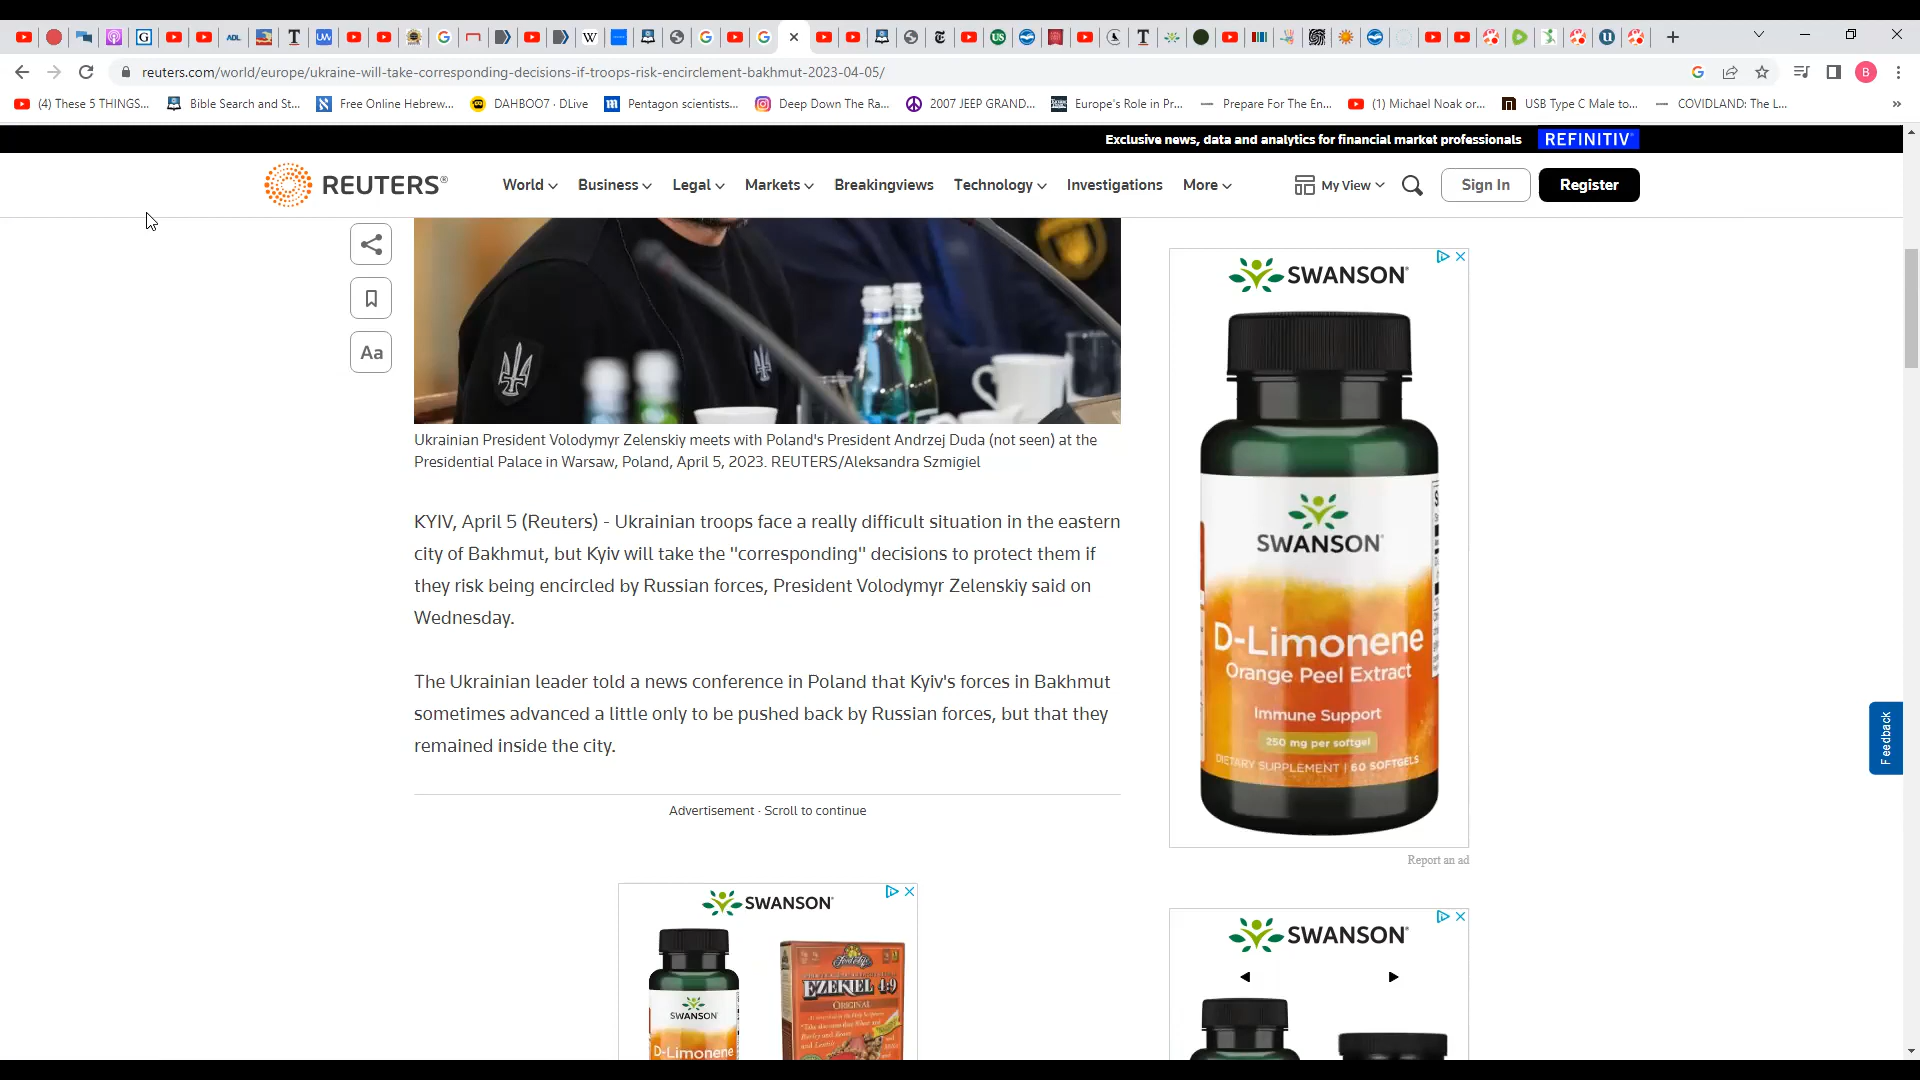 reuters.com/world/europe/ukraine-will-take-corresponding-decisions-if-troops-risk-encirclement-bakhmut-2023-04-05/
B
(4) These 5 THINGS... Bible Search and St... Free Online Hebrew... DAHBOO7 · DLive Pentagon scientists... Deep Down The Ra... 2007 JEEP GRAND... Europe's Role in Pr... Prepare For The En... (1) Michael Noak or... USB Type C Male to... COVIDLAND: The L...
Exclusive news, data and analytics for financial market professionals REFINITIV
REUTERS® World Business Legal Markets Breakingviews Technology Investigations More My View Sign In Register
Aa
Ukrainian President Volodymyr Zelenskiy meets with Poland's President Andrzej Duda (not seen) at the
Presidential Palace in Warsaw, Poland, April 5, 2023. REUTERS/Aleksandra Szmigiel
KYIV, April 5 (Reuters) - Ukrainian troops face a really difficult situation in the eastern
city of Bakhmut, but Kyiv will take the "corresponding" decisions to protect them if
they risk being encircled by Russian forces, President Volodymyr Zelenskiy said on
Wednesday.
The Ukrainian leader told a news conference in Poland that Kyiv's forces in Bakhmut
sometimes advanced a little only to be pushed back by Russian forces, but that they
remained inside the city.
Advertisement · Scroll to continue
SWANSON®
SWANSON
D-Limonene
EZEKIEL 4:9
ORIGINAL
SWANSON®
SWANSON®
D-Limonene
Orange Peel Extract
Immune Support
250 mg per softgel
DIETARY SUPPLEMENT | 60 SOFTGELS
Report an ad
SWANSON®
Feedback